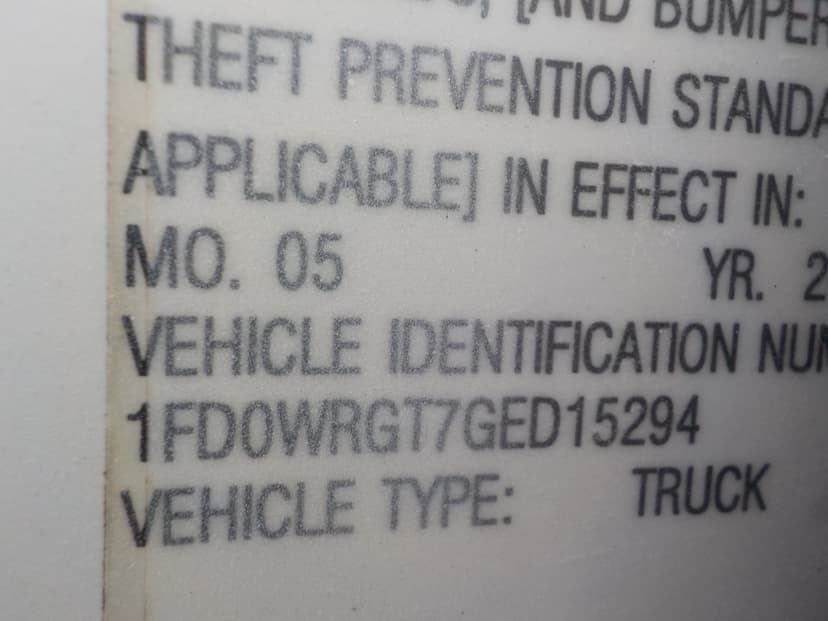 [AND BUMPER
THEFT PREVENTION STANDA
APPLICABLE] IN EFFECT IN:
MO. 05 YR. 2
VEHICLE IDENTIFICATION NUM
1FD0WRGT7GED15294
VEHICLE TYPE: TRUCK